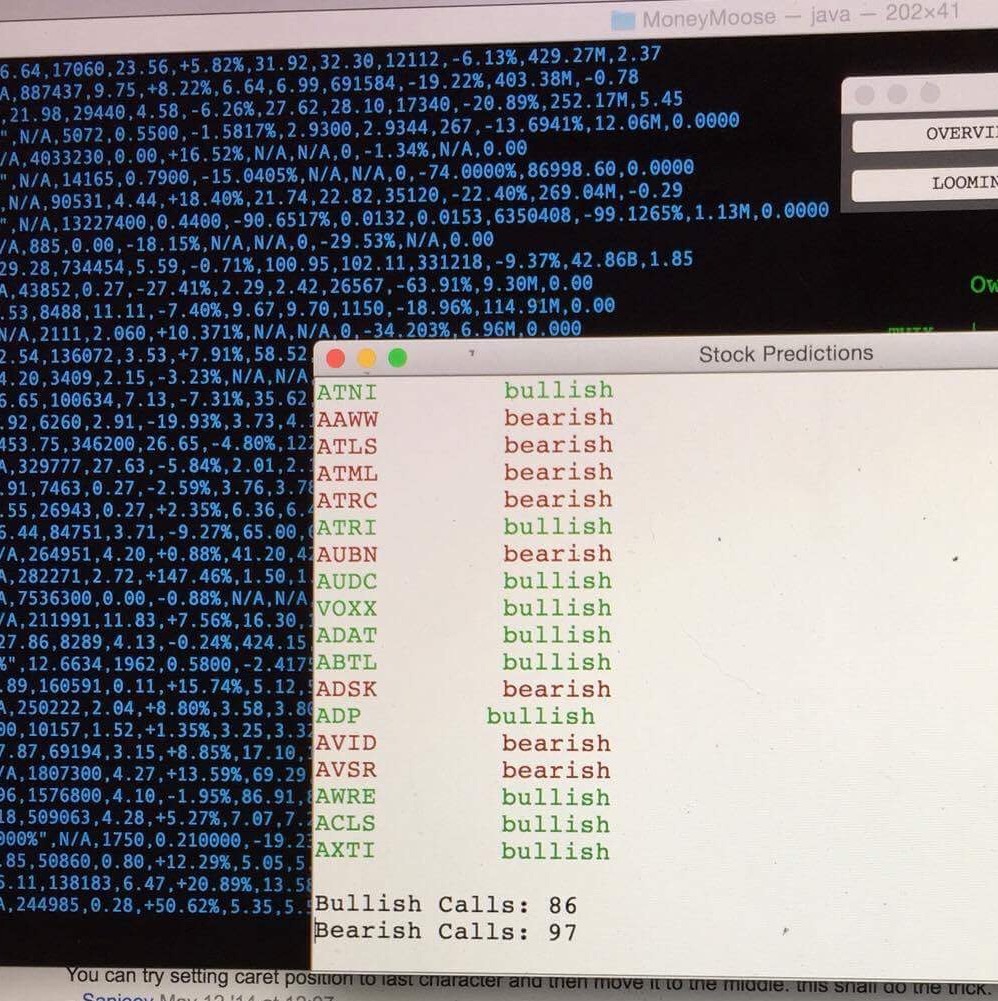 MoneyMoose — java — 202×41
6.64,17060,23.56,+5.82%,31.92,32.30,12112,-6.13%,429.27M,2.37
A,887437,9.75,+8.22%,6.64,6.99,691584,-19.22%,403.38M,-0.78
21.98,29440,4.58,-6.26%,27.62,28.10,17340,-20.89%,252.17M,5.45
",N/A,5072,0.5500,-1.5817%,2.9300,2.9344,267,-13.6941%,12.06M,0.0000
/A,4033230,0.00,+16.52%,N/A,N/A,0,-1.34%,N/A,0.00
",N/A,14165,0.7900,-15.0405%,N/A,N/A,0,-74.0000%,86998.60,0.0000
,N/A,90531,4.44,+18.40%,21.74,22.82,35120,-22.40%,269.04M,-0.29
",N/A,13227400,0.4400,-90.6517%,0.0132,0.0153,6350408,-99.1265%,1.13M,0.0000
/A,885,0.00,-18.15%,N/A,N/A,0,-29.53%,N/A,0.00
29.28,734454,5.59,-0.71%,100.95,102.11,331218,-9.37%,42.86B,1.85
A,43852,0.27,-27.41%,2.29,2.42,26567,-63.91%,9.30M,0.00
.53,8488,11.11,-7.40%,9.67,9.70,1150,-18.96%,114.91M,0.00
N/A,2111,2.060,+10.371%,N/A,N/A,0,-34.203%,6.96M,0.000
2.54,136072,3.53,+7.91%,58.52
4.20,3409,2.15,-3.23%,N/A,N/A
6.65,100634,7.13,-7.31%,35.62
.92,6260,2.91,-19.93%,3.73,4.
453.75,346200,26.65,-4.80%,12
A,329777,27.63,-5.84%,2.01,2.
.91,7463,0.27,-2.59%,3.76,3.7
.55,26943,0.27,+2.35%,6.36,6.
6.44,84751,3.71,-9.27%,65.00,
/A,264951,4.20,+0.88%,41.20,4
A,282271,2.72,+147.46%,1.50,1
A,7536300,0.00,-0.88%,N/A,N/A
/A,211991,11.83,+7.56%,16.30,
27.86,8289,4.13,-0.24%,424.15
%",12.6634,1962,0.5800,-2.417
.89,160591,0.11,+15.74%,5.12,
A,250222,2.04,+8.80%,3.58,3.8
00,10157,1.52,+1.35%,3.25,3.3
7.87,69194,3.15,+8.85%,17.10,
/A,1807300,4.27,+13.59%,69.29
96,1576800,4.10,-1.95%,86.91,
18,509063,4.28,+5.27%,7.07,7.
000%",N/A,1750,0.210000,-19.2
.85,50860,0.80,+12.29%,5.05,5
5.11,138183,6.47,+20.89%,13.5
A,244985,0.28,+50.62%,5.35,5.
OVERVI
LOOMIN
Ow
Stock Predictions
ATNI bullish
AAWW bearish
ATLS bearish
ATML bearish
ATRC bearish
ATRI bullish
AUBN bearish
AUDC bullish
VOXX bullish
ADAT bullish
ABTL bullish
ADSK bearish
ADP bullish
AVID bearish
AVSR bearish
AWRE bullish
ACLS bullish
AXTI bullish
Bullish Calls: 86
Bearish Calls: 97
You can try setting caret position to last character and then move it to the middle. this shall do the trick.
Sanjeev May 12 '14 at